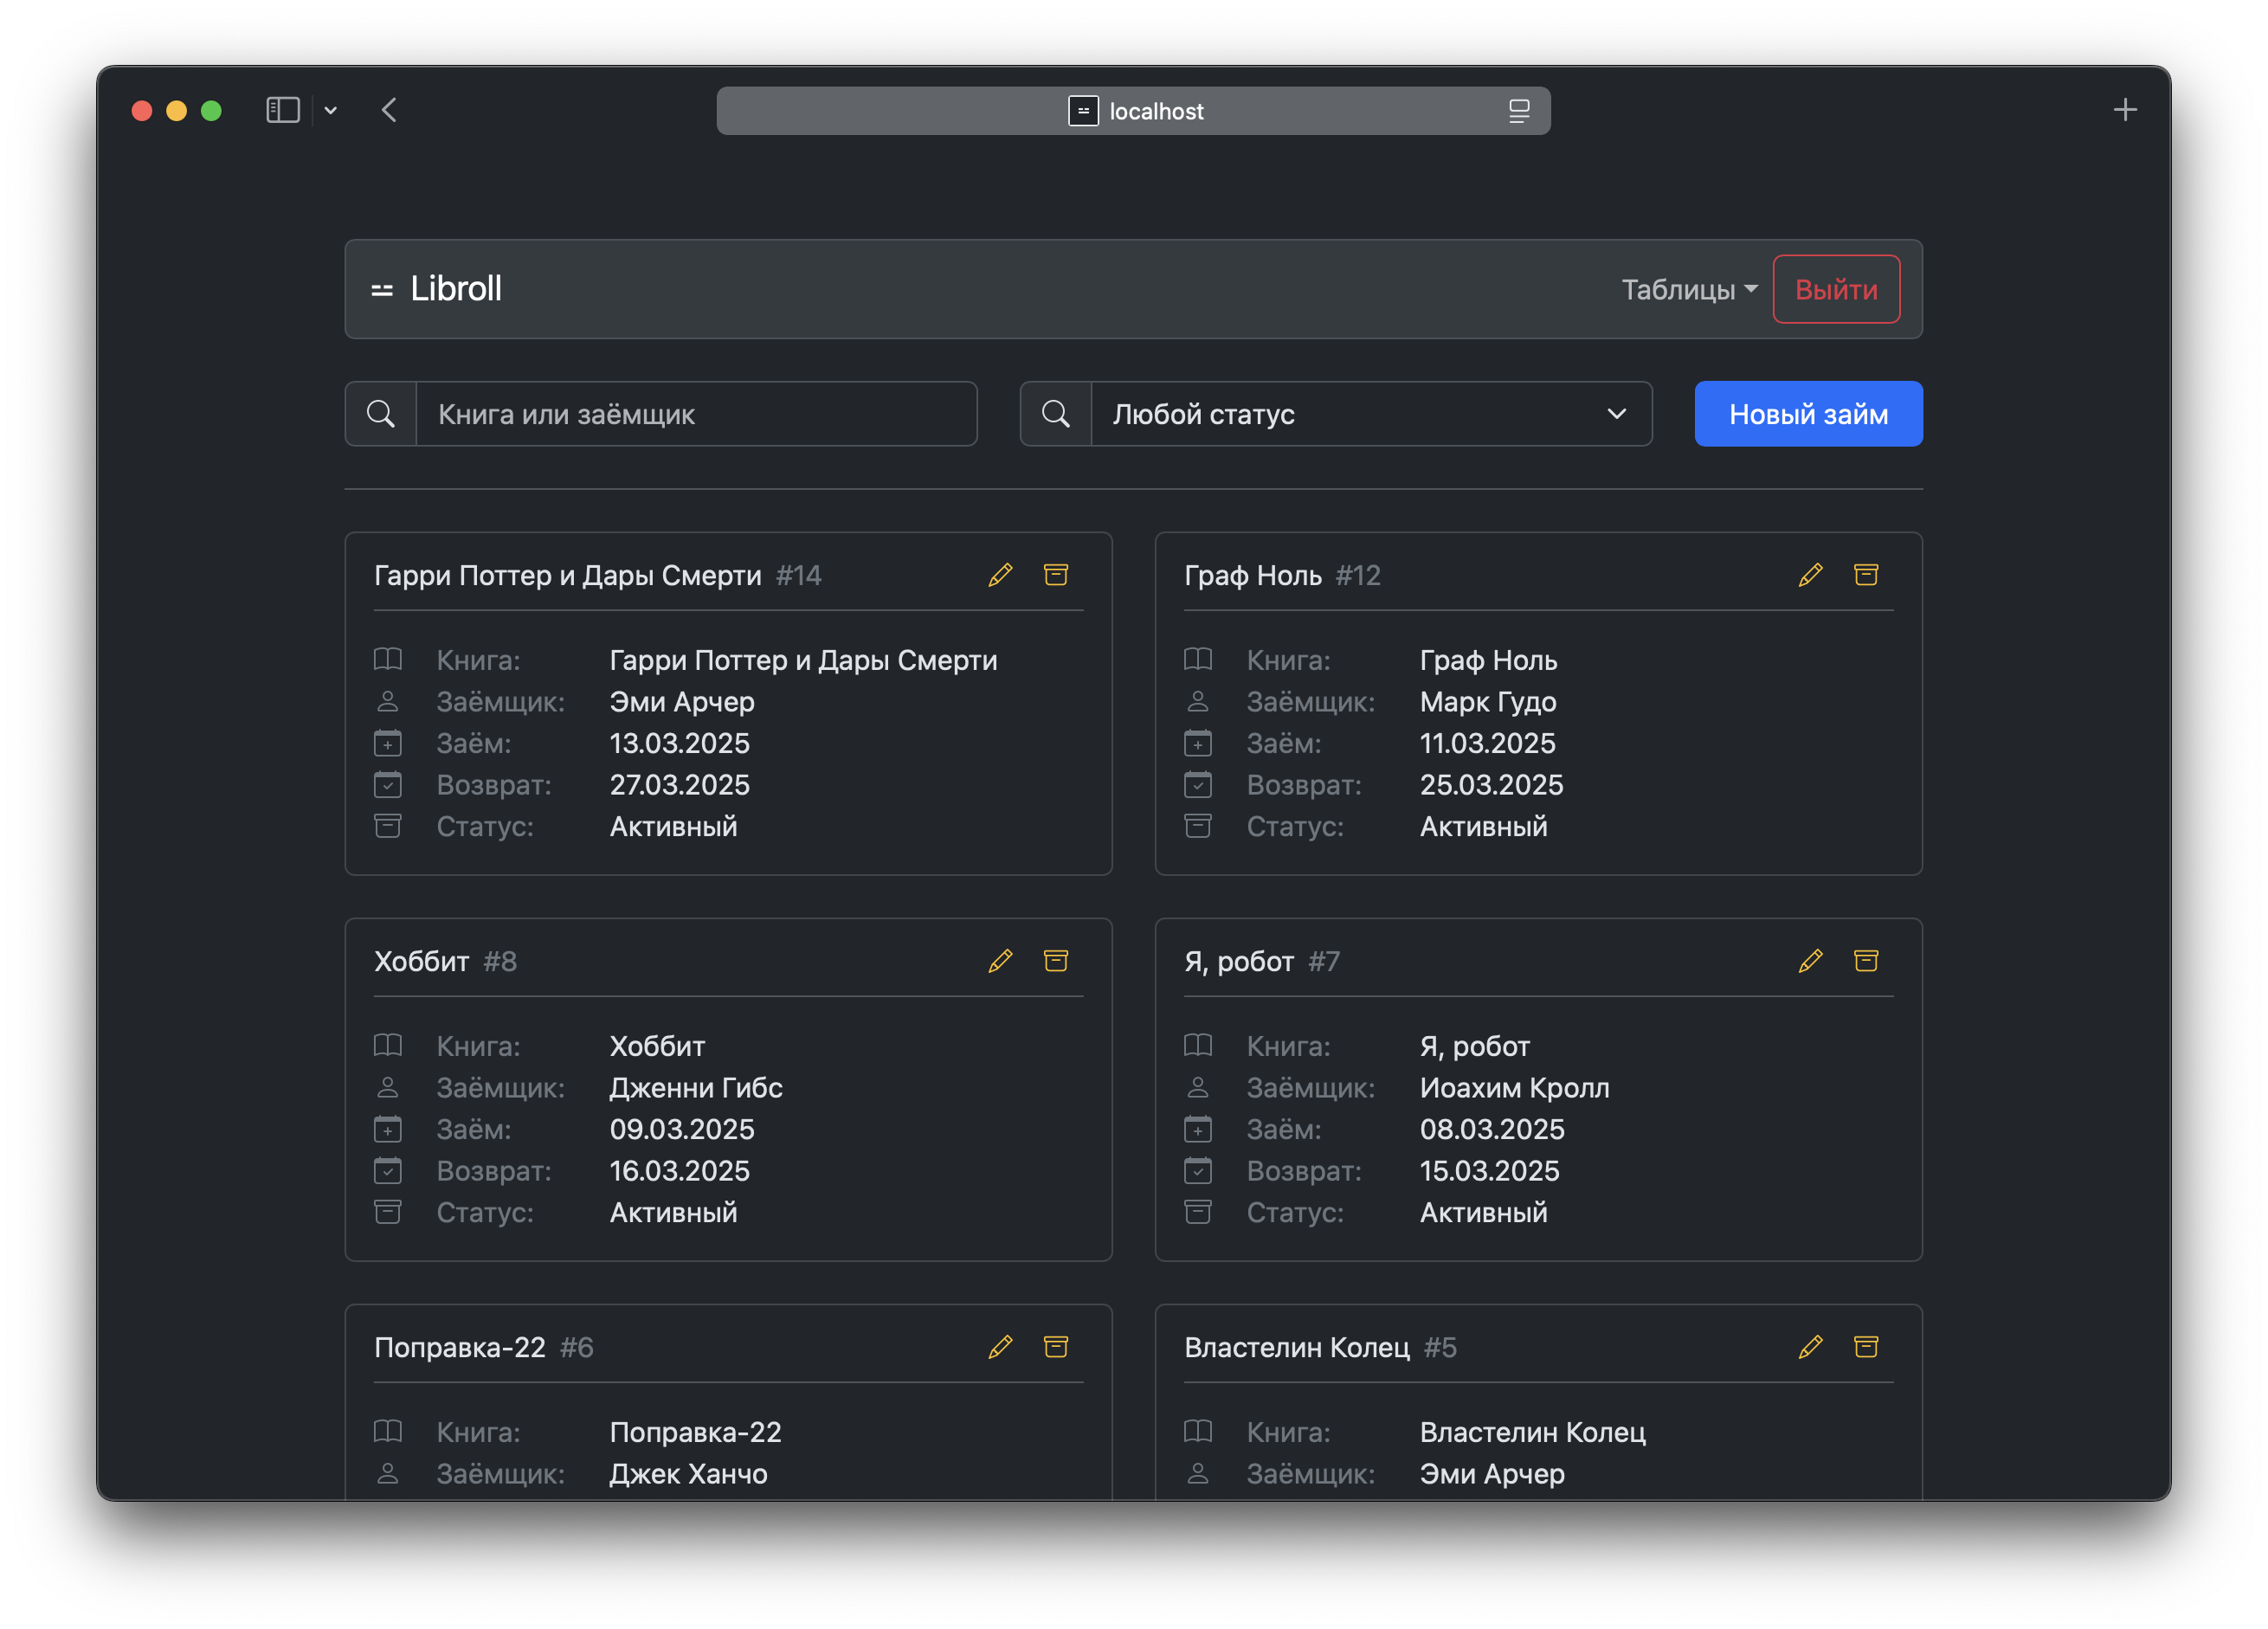 localhost
Libroll
Таблицы
Выйти
Книга или заёмщик
Любой статус
Новый займ
Гарри Поттер и Дары Смерти #14
Книга: Гарри Поттер и Дары Смерти
Заёмщик: Эми Арчер
Заём: 13.03.2025
Возврат: 27.03.2025
Статус: Активный
Граф Ноль #12
Книга: Граф Ноль
Заёмщик: Марк Гудо
Заём: 11.03.2025
Возврат: 25.03.2025
Статус: Активный
Хоббит #8
Книга: Хоббит
Заёмщик: Дженни Гибс
Заём: 09.03.2025
Возврат: 16.03.2025
Статус: Активный
Я, робот #7
Книга: Я, робот
Заёмщик: Иоахим Кролл
Заём: 08.03.2025
Возврат: 15.03.2025
Статус: Активный
Поправка-22 #6
Книга: Поправка-22
Заёмщик: Джек Ханчо
Властелин Колец #5
Книга: Властелин Колец
Заёмщик: Эми Арчер